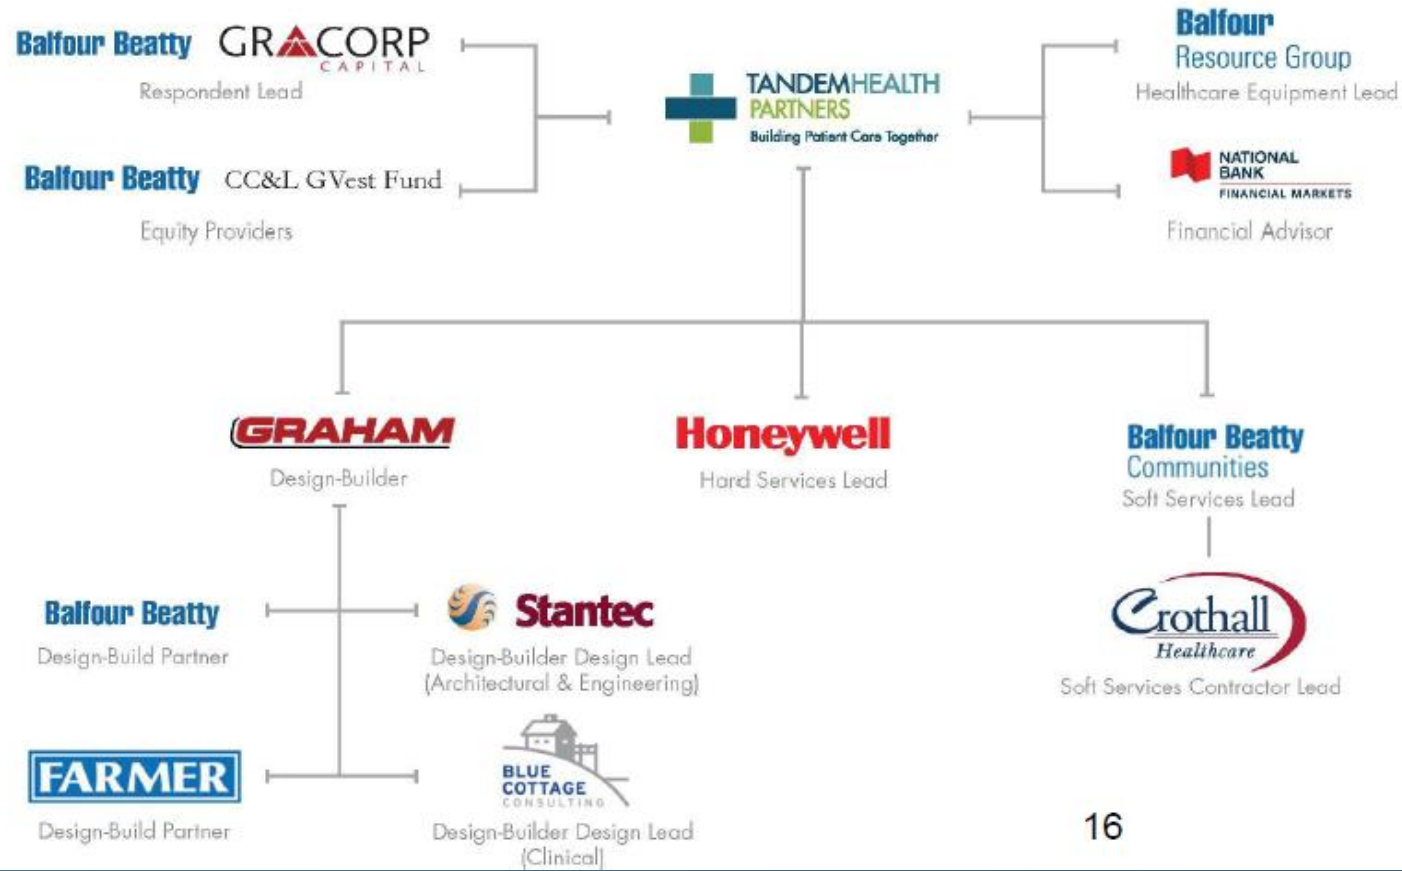 Balfour Beatty GRACORP
CAPITAL
Respondent Lead
Balfour Beatty CC&L GVest Fund
Equity Providers
TANDEMHEALTH
PARTNERS
Building Patient Care Together
Balfour
Resource Group
Healthcare Equipment Lead
NATIONAL
BANK
FINANCIAL MARKETS
Financial Advisor
GRAHAM
Design-Builder
Honeywell
Hard Services Lead
Balfour Beatty
Communities
Soft Services Lead
Balfour Beatty
Design-Build Partner
Stantec
Design-Builder Design Lead
(Architectural & Engineering)
Crothall
Healthcare
Soft Services Contractor Lead
FARMER
Design-Build Partner
BLUE
COTTAGE
CONSULTING
Design-Builder Design Lead
(Clinical)
16